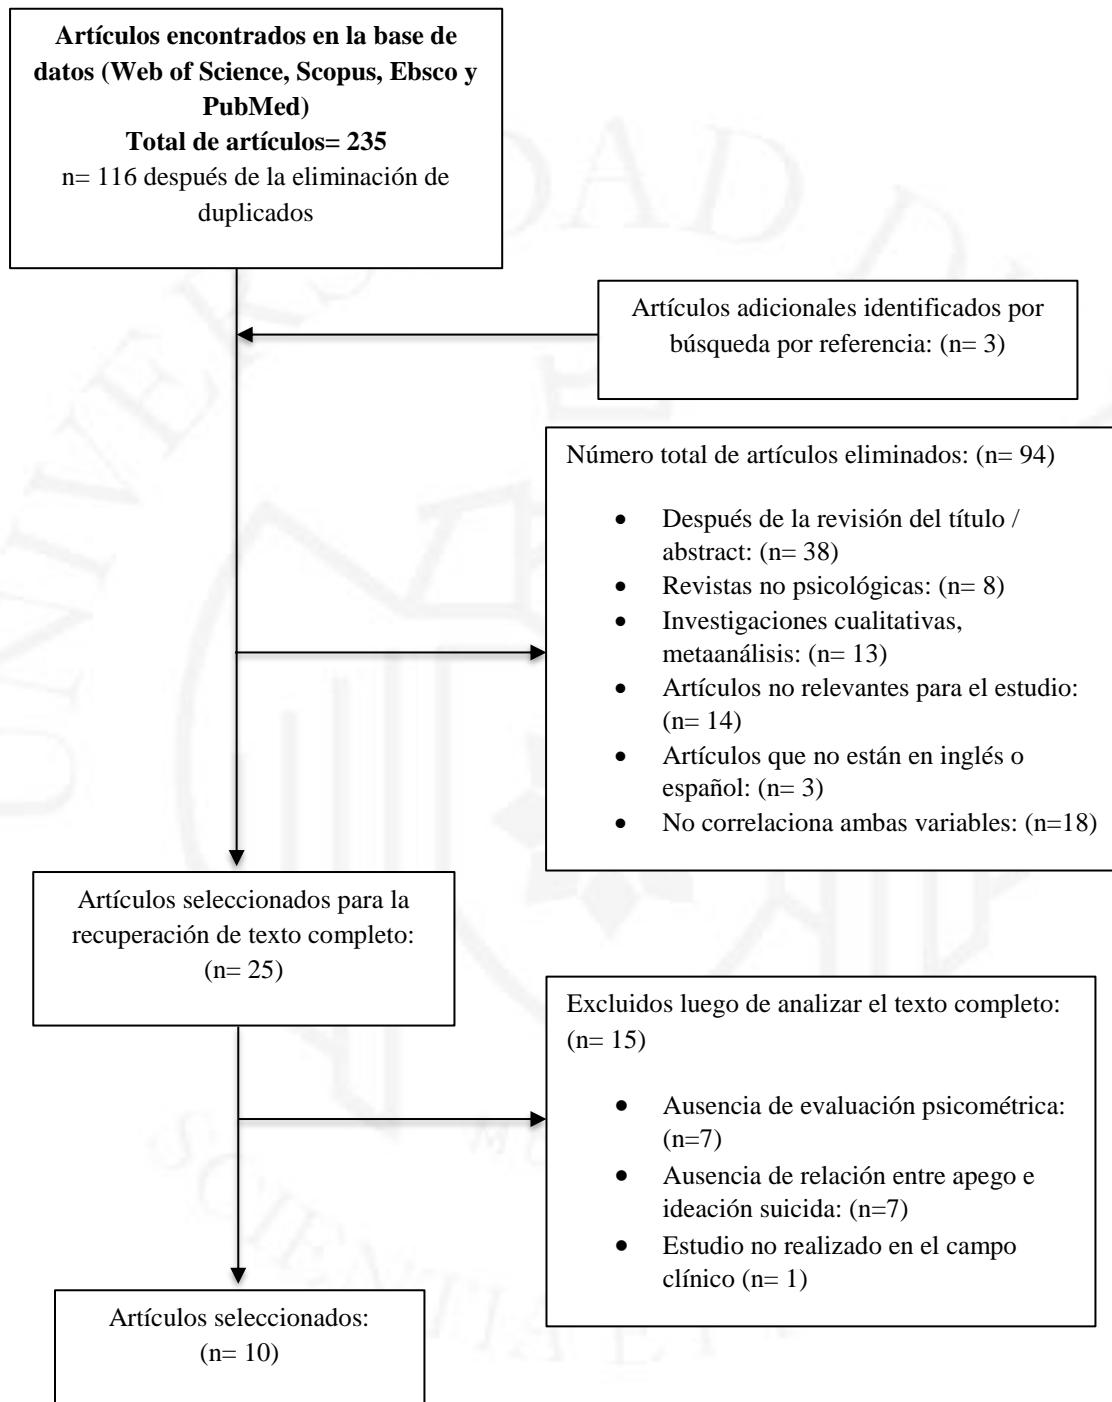 Artículos encontrados en la base de
datos (Web of Science, Scopus, Ebsco y
PubMed)
Total de artículos= 235
n= 116 después de la eliminación de
duplicados
Artículos adicionales identificados por
búsqueda por referencia: (n= 3)
Número total de artículos eliminados: (n= 94)
• Después de la revisión del título /
abstract: (n= 38)
• Revistas no psicológicas: (n= 8)
• Investigaciones cualitativas,
metaanálisis: (n= 13)
• Artículos no relevantes para el estudio:
(n= 14)
• Artículos que no están en inglés o
español: (n= 3)
• No correlaciona ambas variables: (n=18)
Artículos seleccionados para la
recuperación de texto completo:
(n= 25)
Excluidos luego de analizar el texto completo:
(n= 15)
• Ausencia de evaluación psicométrica:
(n=7)
• Ausencia de relación entre apego e
ideación suicida: (n=7)
• Estudio no realizado en el campo
clínico (n= 1)
Artículos seleccionados:
(n= 10)